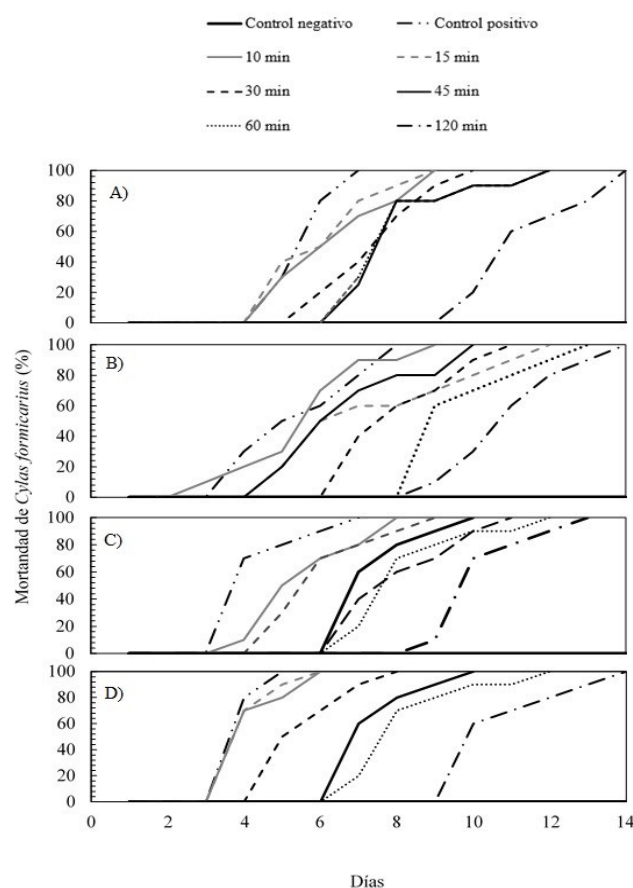 Control negativo
Control positivo
10 min
15 min
30 min
45 min
60 min
120 min
Mortandad de Cylas formicarius (%)
A)
100
80
60
40
20
0
B)
100
80
60
40
20
0
C)
100
80
60
40
20
0
D)
100
80
60
40
20
0
0 2 4 6 8 10 12 14
Días